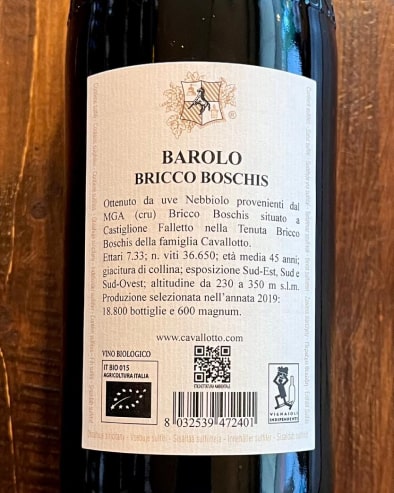 ®
BAROLO
BRICCO BOSCHIS
Ottenuto da uve Nebbiolo provenienti dal
MGA (cru) Bricco Boschis situato a
Castiglione Falletto nella Tenuta Bricco
Boschis della famiglia Cavallotto.
Ettari 7.33; n. viti 36.650; età media 45 anni;
giacitura di collina; esposizione Sud-Est, Sud e
Sud-Ovest; altitudine da 230 a 350 m s.l.m.
Produzione selezionata nell'annata 2019:
18.800 bottiglie e 600 magnum.
www.cavallotto.com
VINO BIOLOGICO
IT BIO 015
AGRICOLTURA ITALIA
ETICHETTATURA AMBIENTALE
8 032539 472401
VIGNAIOLI
INDIPENDENTI